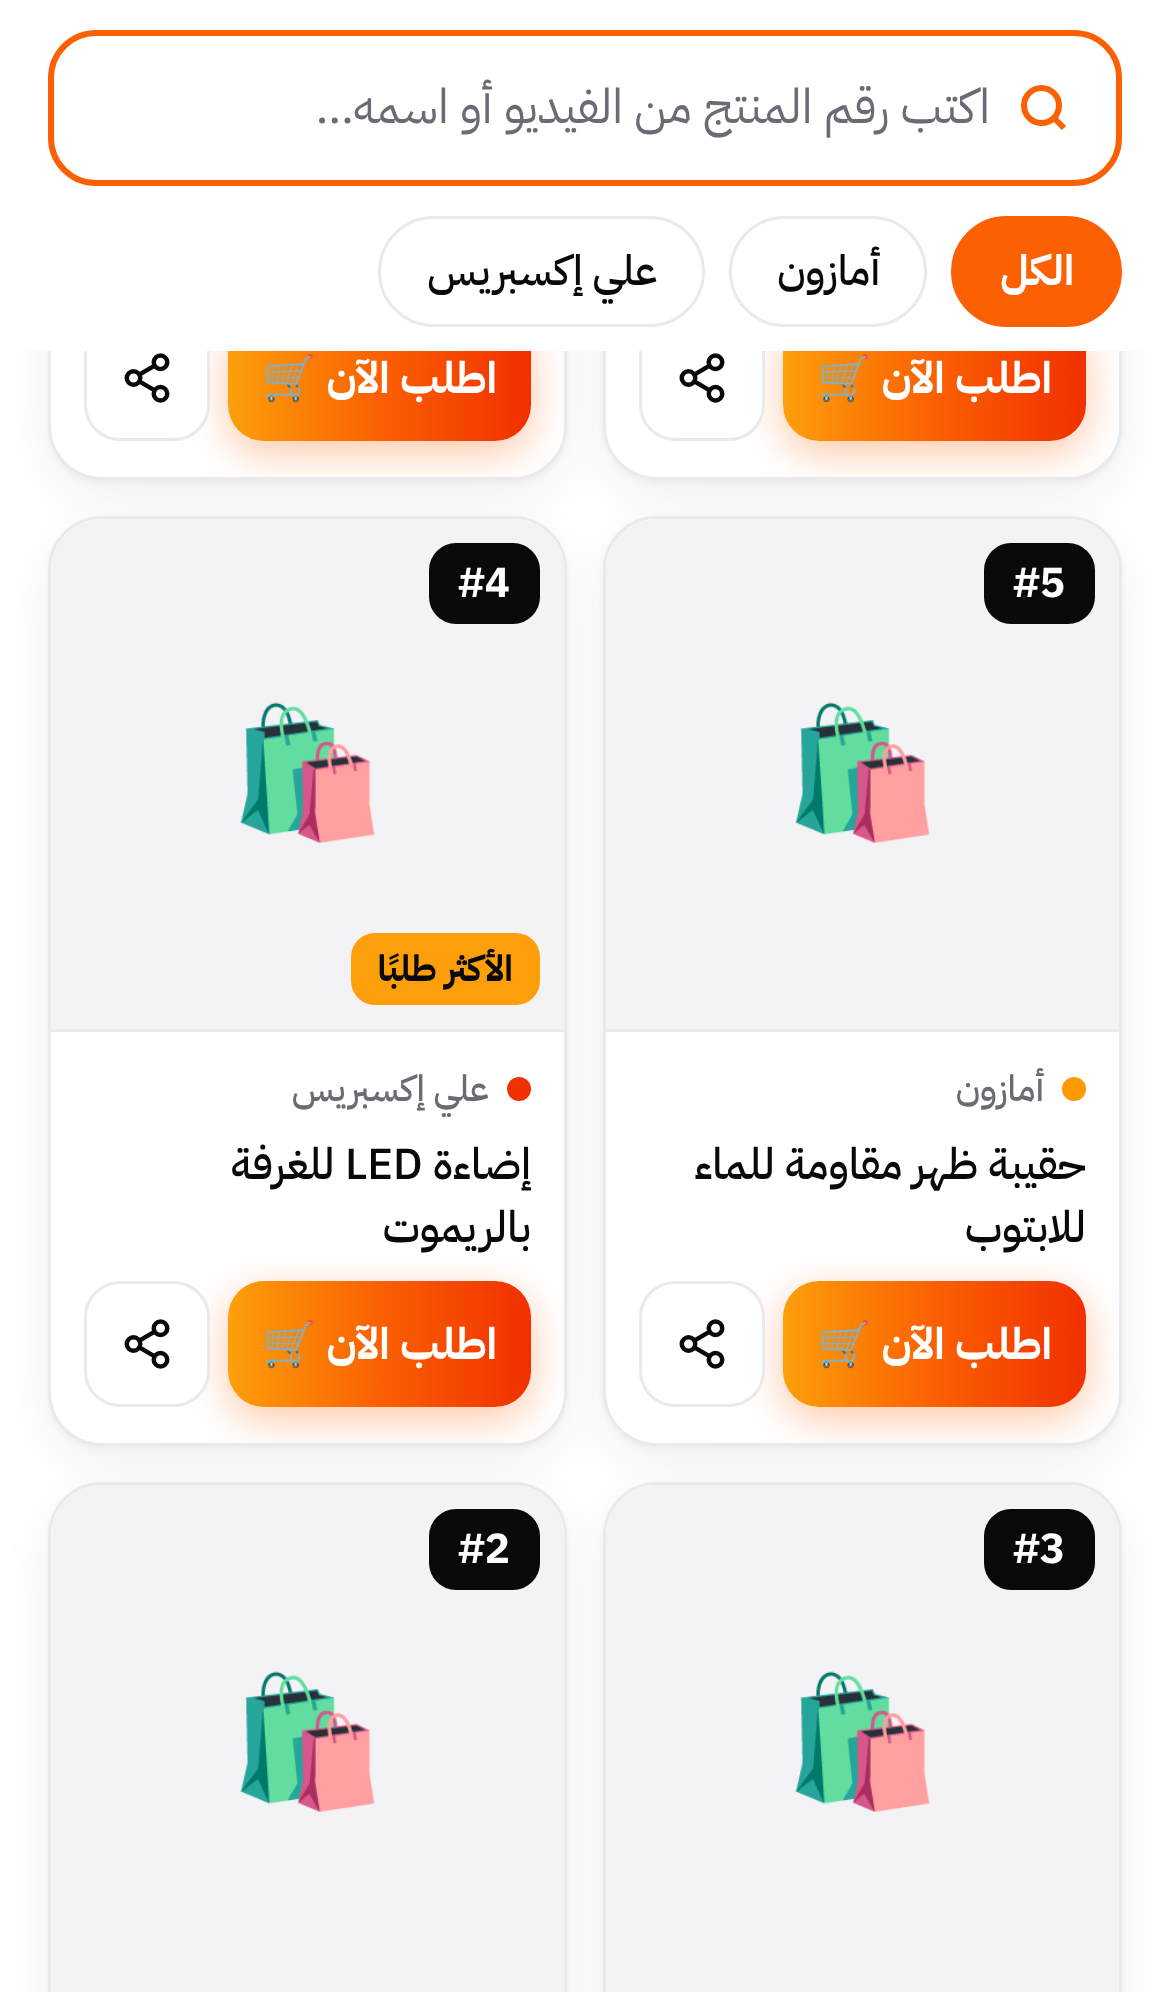 اكتب رقم المنتج من الفيديو أو اسمه...
الكل
أمازون
علي إكسبريس
اطلب الآن 🛒
اطلب الآن 🛒
#5
أمازون
حقيبة ظهر مقاومة للماء
للابتوب
اطلب الآن 🛒
#4
الأكثر طلبًا
علي إكسبريس
إضاءة LED للغرفة
بالريموت
اطلب الآن 🛒
#3
#2